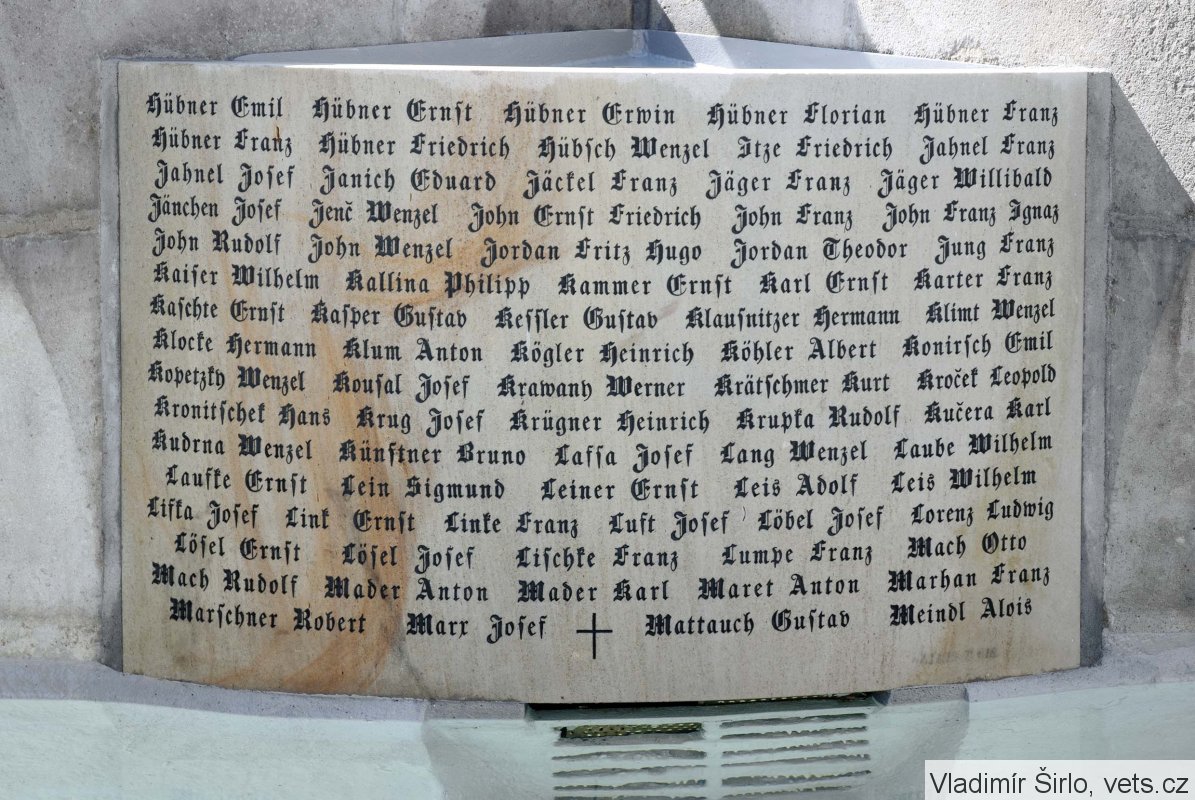 Hübner Emil Hübner Ernst Hübner Erwin Hübner Florian Hübner Franz
Hübner Franz Hübner Friedrich Hübsch Wenzel Itze Friedrich Jahnel Franz
Jahnel Josef Janich Eduard Jäckel Franz Jäger Franz Jäger Willibald
Jänchen Josef Jenč Wenzel John Ernst Friedrich John Franz John Franz Ignaz
John Rudolf John Wenzel Jordan Fritz Hugo Jordan Theodor Jung Franz
Kaiser Wilhelm Kallina Philipp Kammer Ernst Karl Ernst Karter Franz
Kaschte Ernst Kasper Gustav Kessler Gustav Klausnitzer Hermann Klimt Wenzel
Klocke Hermann Klum Anton Kögler Heinrich Köhler Albert Konirsch Emil
Kopetzky Wenzel Kousal Josef Krawany Werner Krätschmer Kurt Kroček Leopold
Kronitschek Hans Krug Josef Krügner Heinrich Krupka Rudolf Kučera Karl
Kudrna Wenzel Künstner Bruno Lassa Josef Lang Wenzel Laube Wilhelm
Laufke Ernst Lein Sigmund Leiner Ernst Leis Adolf Leis Wilhelm
Lifka Josef Link Ernst Linke Franz Luft Josef Löbel Josef Lorenz Ludwig
Lösel Ernst Lösel Josef Lischke Franz Lumpe Franz Mach Otto
Mach Rudolf Mader Anton Mader Karl Maret Anton Marhan Franz
Marschner Robert Marx Josef Mattauch Gustav Meindl Alois
Vladimír Širlo, vets.cz